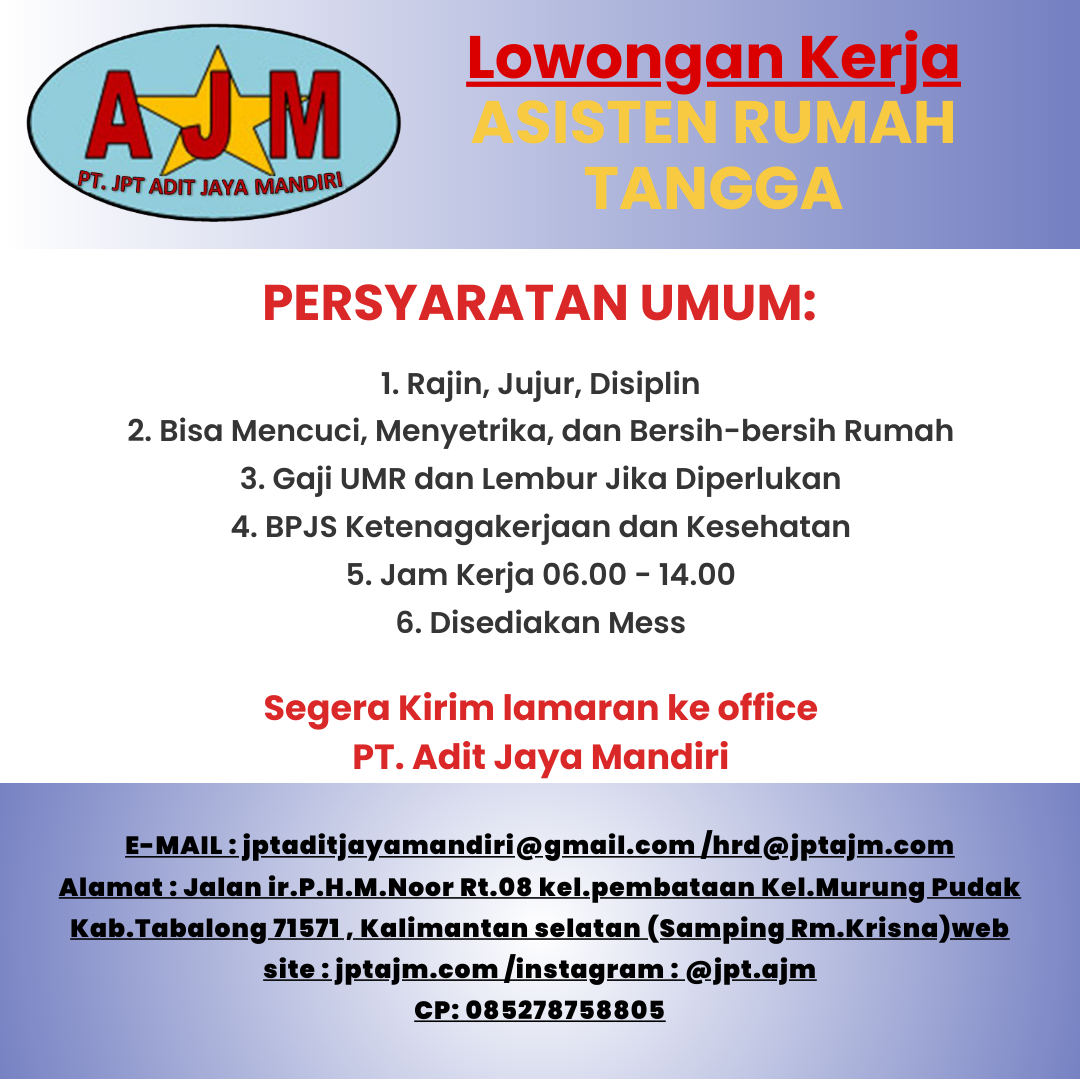 AJM
PT. JPT ADIT JAYA MANDIRI
Lowongan Kerja
ASISTEN RUMAH
TANGGA
PERSYARATAN UMUM:
1. Rajin, Jujur, Disiplin
2. Bisa Mencuci, Menyetrika, dan Bersih-bersih Rumah
3. Gaji UMR dan Lembur Jika Diperlukan
4. BPJS Ketenagakerjaan dan Kesehatan
5. Jam Kerja 06.00 - 14.00
6. Disediakan Mess
Segera Kirim lamaran ke office
PT. Adit Jaya Mandiri
E-MAIL : jptaditjayamandiri@gmail.com /hrd@jptajm.com
Alamat : Jalan ir.P.H.M.Noor Rt.08 kel.pembataan Kel.Murung Pudak
Kab.Tabalong 71571 , Kalimantan selatan (Samping Rm.Krisna)web
site : jptajm.com /instagram : @jpt.ajm
CP: 085278758805